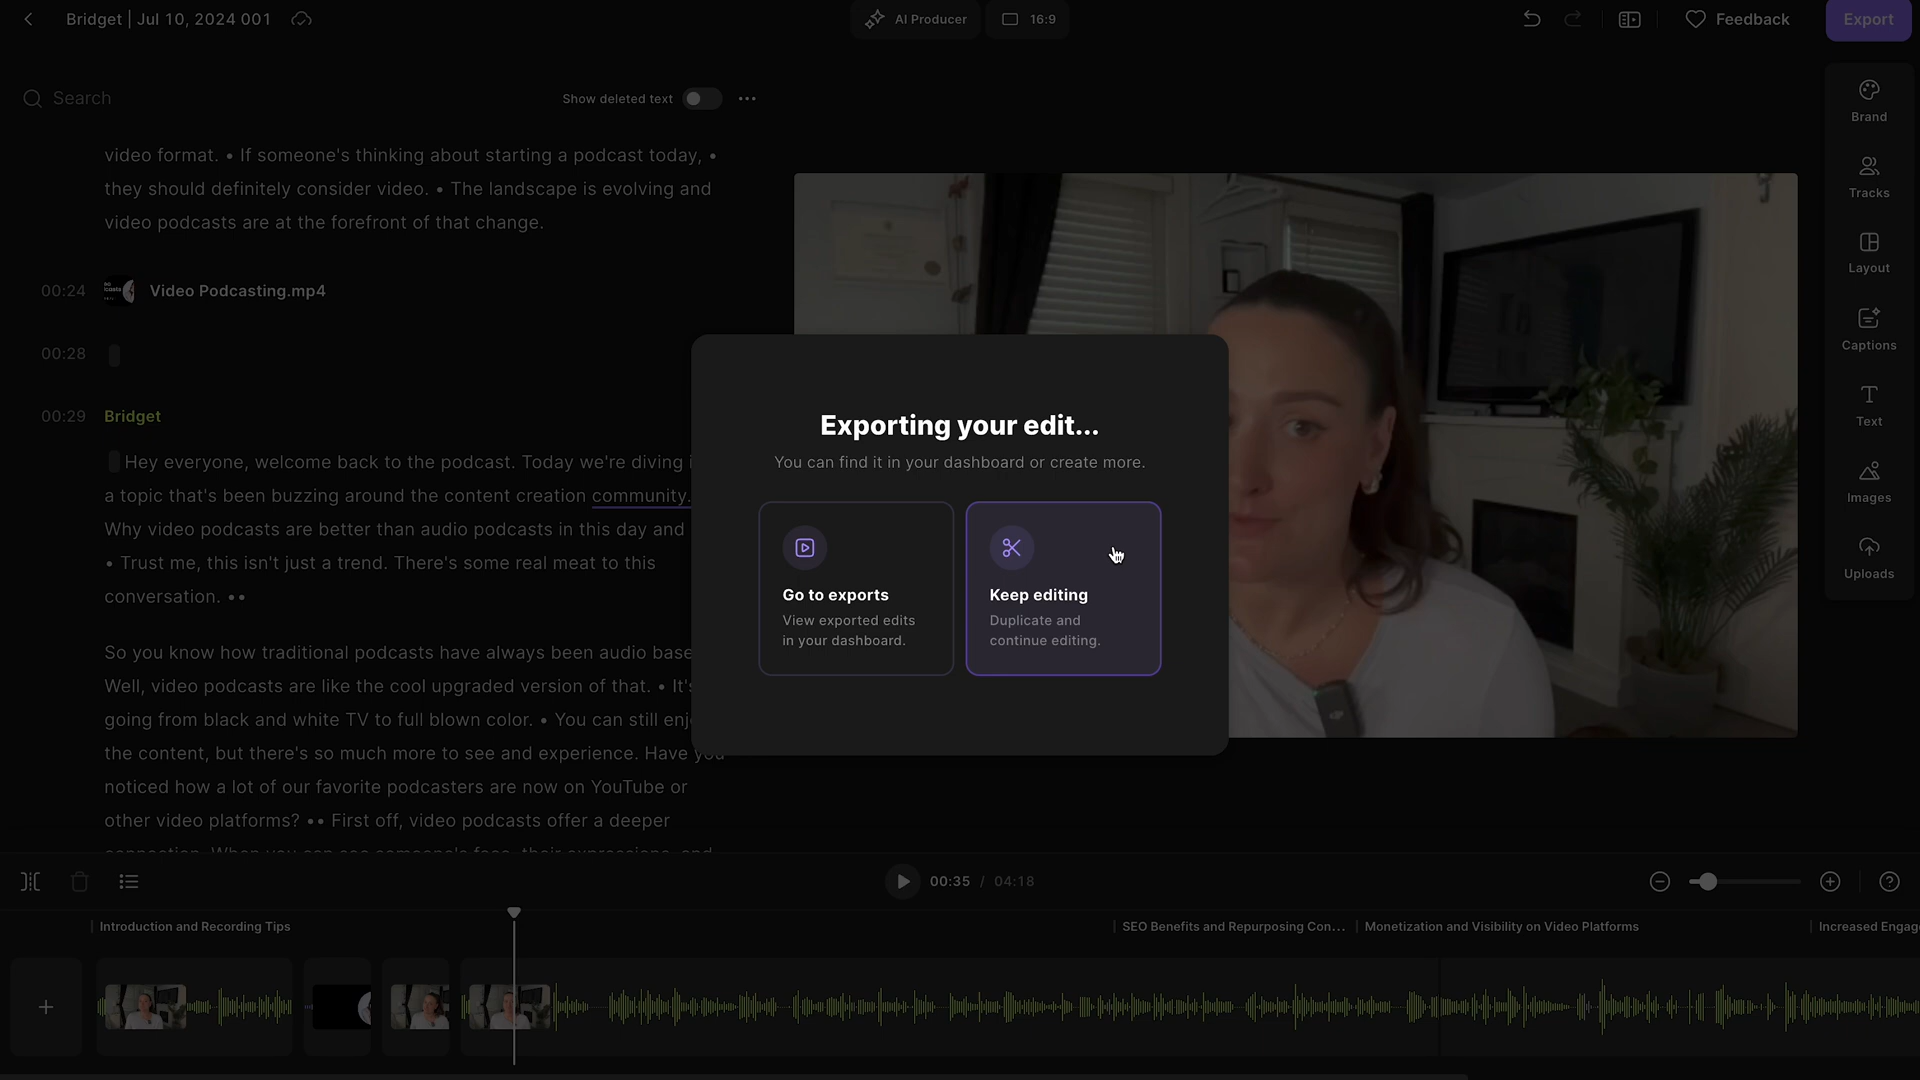 Bridget | Jul 10, 2024 001
AI Producer
16:9
Feedback
Export
Search
Show deleted text
video format. • If someone's thinking about starting a podcast today, •
they should definitely consider video. • The landscape is evolving and
video podcasts are at the forefront of that change.
00:24
Video Podcasting.mp4
00:28
00:29
Bridget
Hey everyone, welcome back to the podcast. Today we're diving
a topic that's been buzzing around the content creation community.
Why video podcasts are better than audio podcasts in this day and
• Trust me, this isn't just a trend. There's some real meat to this
conversation. ••
So you know how traditional podcasts have always been audio base
Well, video podcasts are like the cool upgraded version of that. • It's
going from black and white TV to full blown color. • You can still enj
the content, but there's so much more to see and experience. Have you
noticed how a lot of our favorite podcasters are now on YouTube or
other video platforms? •• First off, video podcasts offer a deeper
connection. When you can see someone's face, their expressions, and
Exporting your edit...
You can find it in your dashboard or create more.
Go to exports
View exported edits
in your dashboard.
Keep editing
Duplicate and
continue editing.
Brand
Tracks
Layout
Captions
Text
Images
Uploads
00:35 / 04:18
Introduction and Recording Tips
SEO Benefits and Repurposing Con...
Monetization and Visibility on Video Platforms
Increased Engag